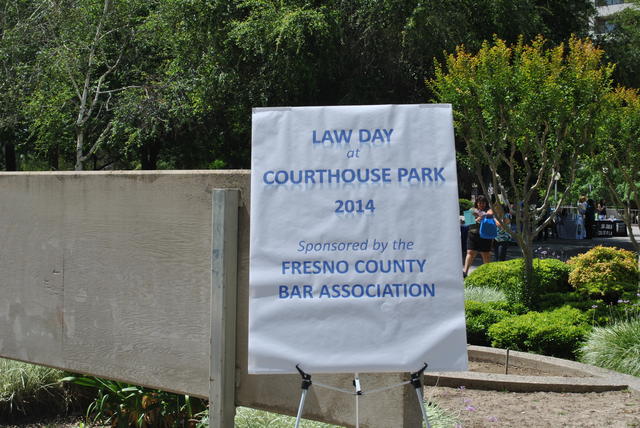 LAW DAY
at
COURTHOUSE PARK
2014
Sponsored by the
FRESNO COUNTY
BAR ASSOCIATION